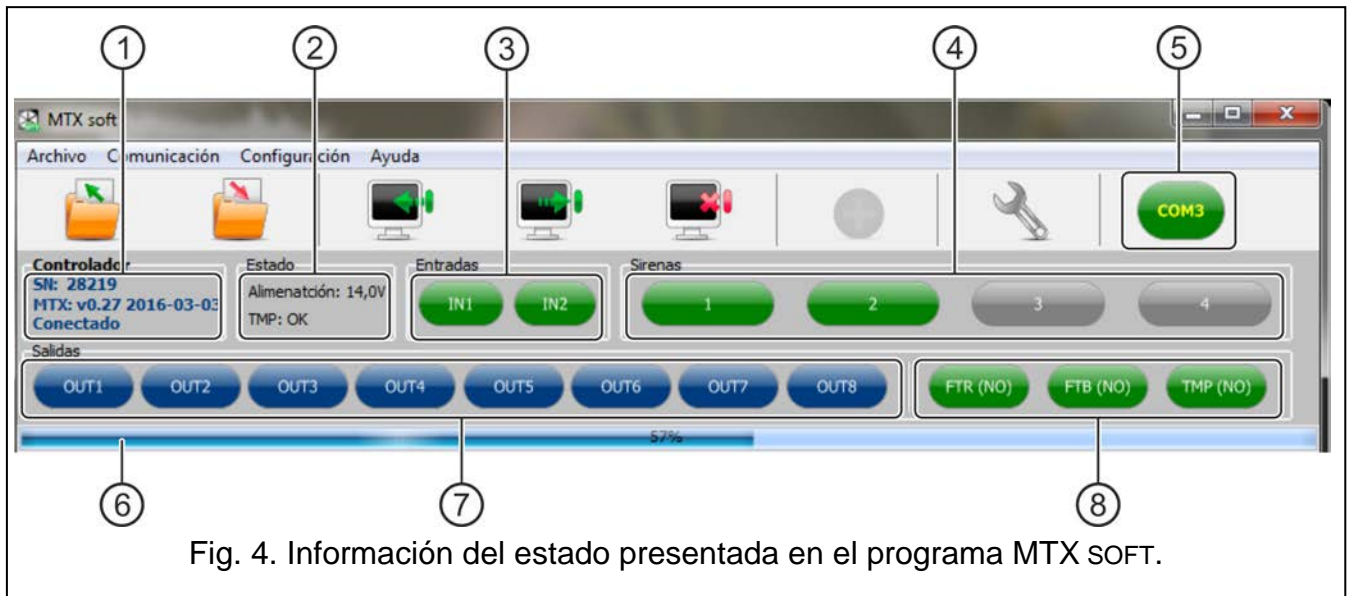 1 2 3 4 5
MTX soft
Archivo Comunicación Configuración Ayuda
COM3
Controlador Estado Entradas Sirenas
SN: 28219
MTX: v0.27 2016-03-03
Conectado
Alimenatción: 14,0V
TMP: OK
IN1 IN2
1 2 3 4
Salidas
OUT1 OUT2 OUT3 OUT4 OUT5 OUT6 OUT7 OUT8 FTR (NO) FTB (NO) TMP (NO)
57%
6 7 8
Fig. 4. Información del estado presentada en el programa MTX SOFT.